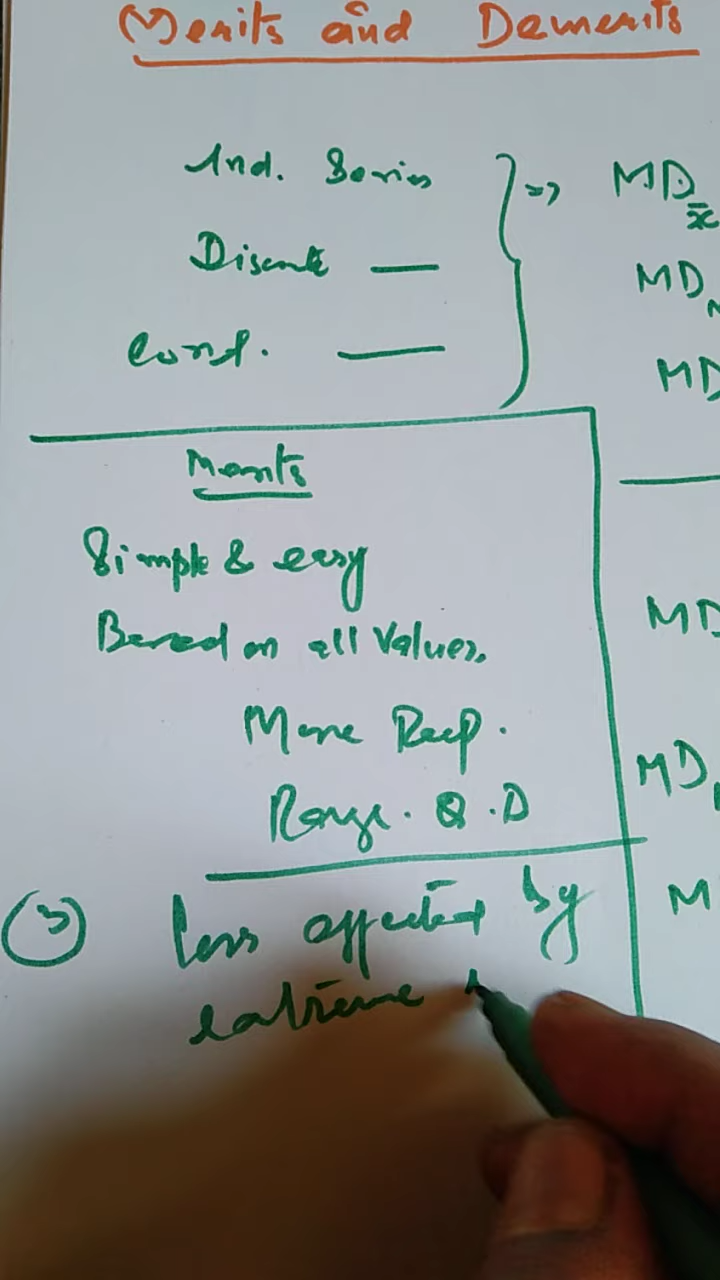 Merits and Demerits
Ind. Series } => MD x̄
Discrete — MD
Cont. — MD
Merits
Simple & easy
Based on all Values.
MD
More Rep.
MD
Range. Q.D
③ less affected by
M
extreme